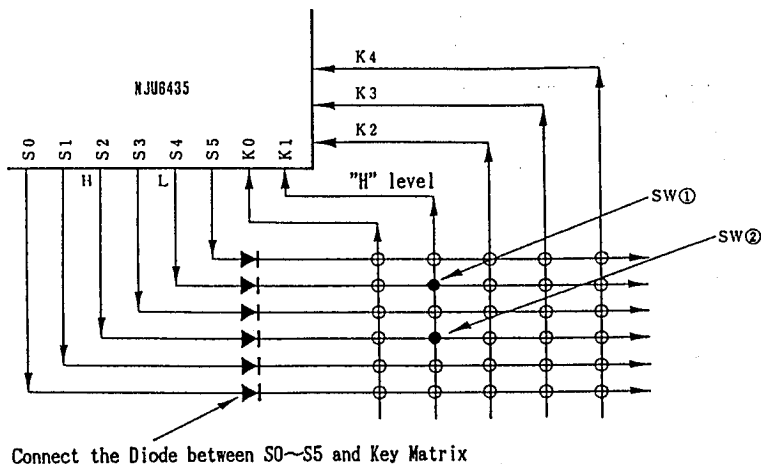 K4
NJU6435
K3
K2
S0 S1 S2 S3 S4 S5 K0 K1
H L
"H" level
SW①
SW②
Connect the Diode between S0~S5 and Key Matrix